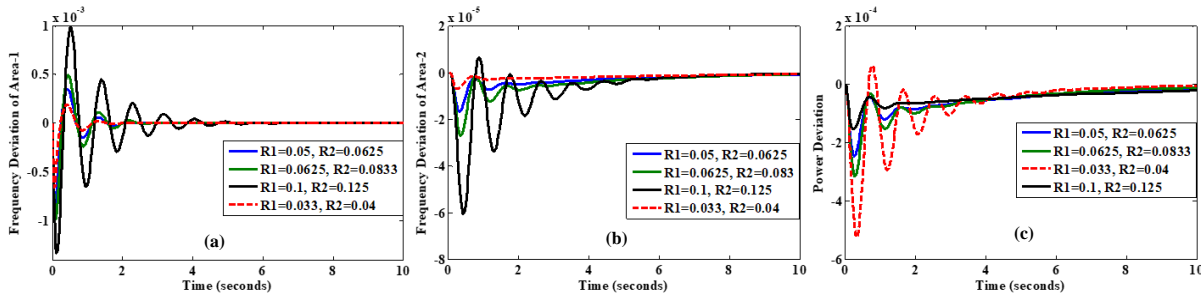 x 10^-3
Frequency Deviation of Area-1
1
0.5
0
-0.5
-1
R1=0.05, R2=0.0625
R1=0.0625, R2=0.0833
R1=0.1, R2=0.125
R1=0.033, R2=0.04
(a)
0 2 4 6 8 10
Time (seconds)
x 10^-5
Frequency Deviation of Area-2
2
0
-2
-4
-6
-8
R1=0.05, R2=0.0625
R1=0.0625, R2=0.083
R1=0.1, R2=0.125
R1=0.033, R2=0.04
(b)
0 2 4 6 8 10
Time (seconds)
x 10^-4
Power Deviation
2
0
-2
-4
-6
R1=0.05, R2=0.0625
R1=0.0625, R2=0.0833
R1=0.033, R2=0.04
R1=0.1, R2=0.125
(c)
0 2 4 6 8 10
Time (seconds)